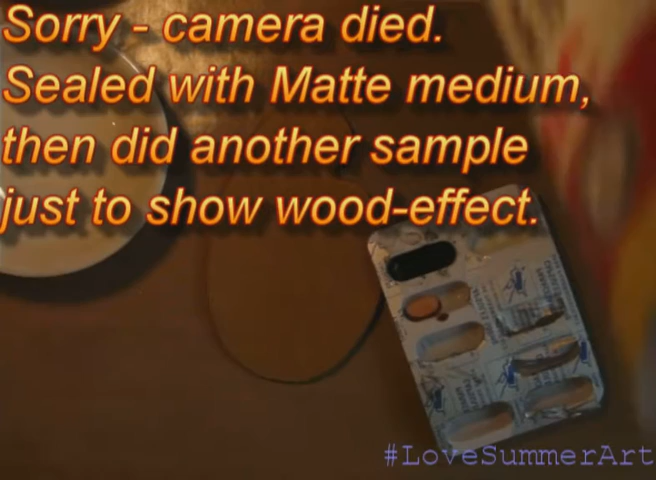 Sorry - camera died.
Sealed with Matte medium,
then did another sample
just to show wood-effect.
#LoveSummerArt